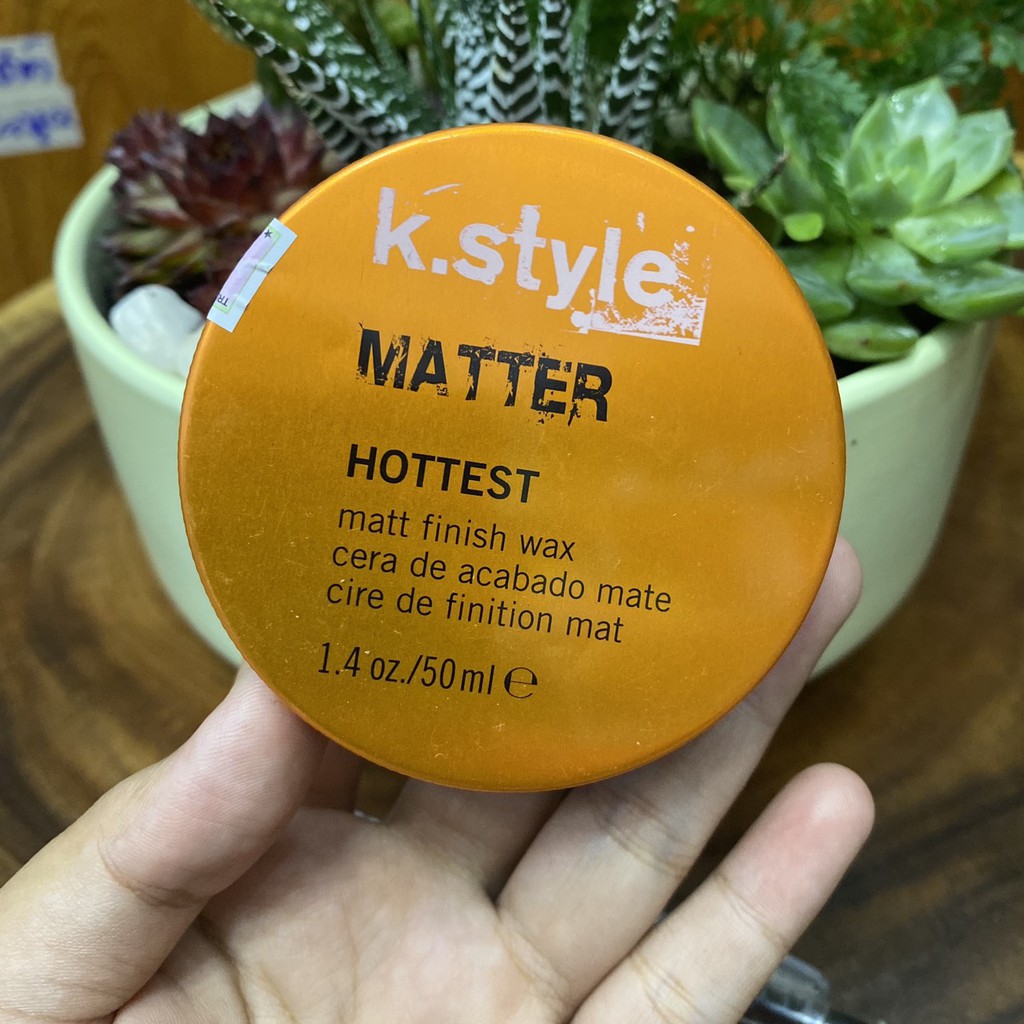 k.style
MATTER
HOTTEST
matt finish wax
cera de acabado mate
cire de finition mat
1.4 oz./50ml ℮